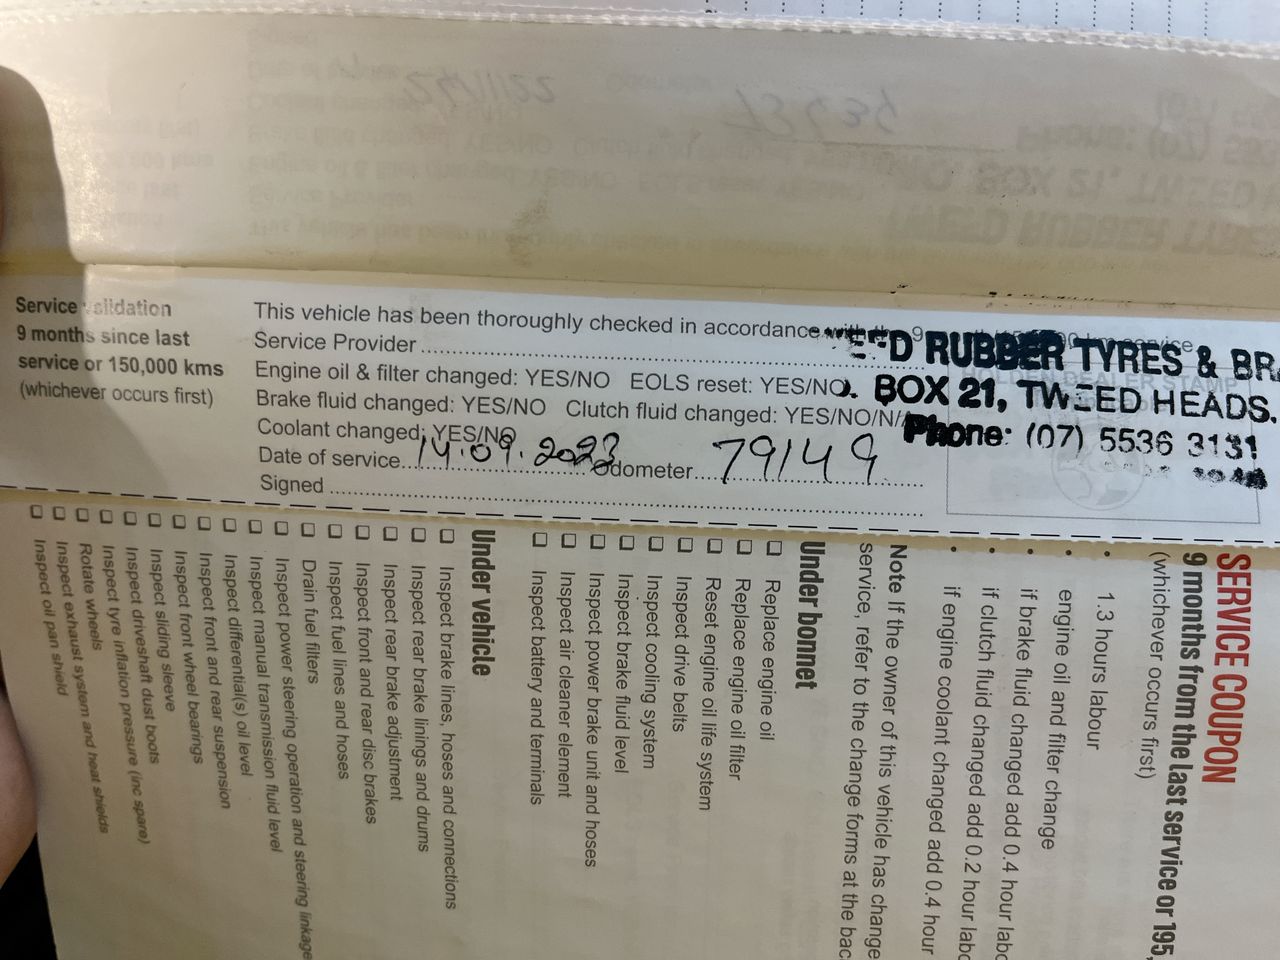 Service validation
9 months since last
service or 150,000 kms
(whichever occurs first)
This vehicle has been thoroughly checked in accordance
Service Provider
Engine oil & filter changed: YES/NO EOLS reset: YES/NO
Brake fluid changed: YES/NO Clutch fluid changed: YES/NO/N/A
Coolant changed: YES/NO
Date of service 14.09.2023 Odometer 79149
Signed
RUBBER TYRES & BR
BOX 21, TWEED HEADS.
Phone: (07) 5536 3131
HOLDEN DEALER STAMP
SERVICE COUPON
9 months from the last service or 195,
(whichever occurs first)
• 1.3 hours labour
• engine oil and filter change
• if brake fluid changed add 0.4 hour labo
• if clutch fluid changed add 0.2 hour labo
• if engine coolant changed add 0.4 hour
Note If the owner of this vehicle has change
service, refer to the change forms at the bac
Under bonnet
Replace engine oil
Replace engine oil filter
Reset engine oil life system
Inspect drive belts
Inspect cooling system
Inspect brake fluid level
Inspect power brake unit and hoses
Inspect air cleaner element
Inspect battery and terminals
Under vehicle
Inspect brake lines, hoses and connections
Inspect rear brake linings and drums
Inspect rear brake adjustment
Inspect front and rear disc brakes
Inspect fuel lines and hoses
Drain fuel filters
Inspect power steering operation and steering linkage
Inspect manual transmission fluid level
Inspect differential(s) oil level
Inspect front and rear suspension
Inspect front wheel bearings
Inspect sliding sleeve
Inspect driveshaft dust boots
Inspect tyre inflation pressure (inc spare)
Rotate wheels
Inspect exhaust system and heat shields
Inspect oil pan shield